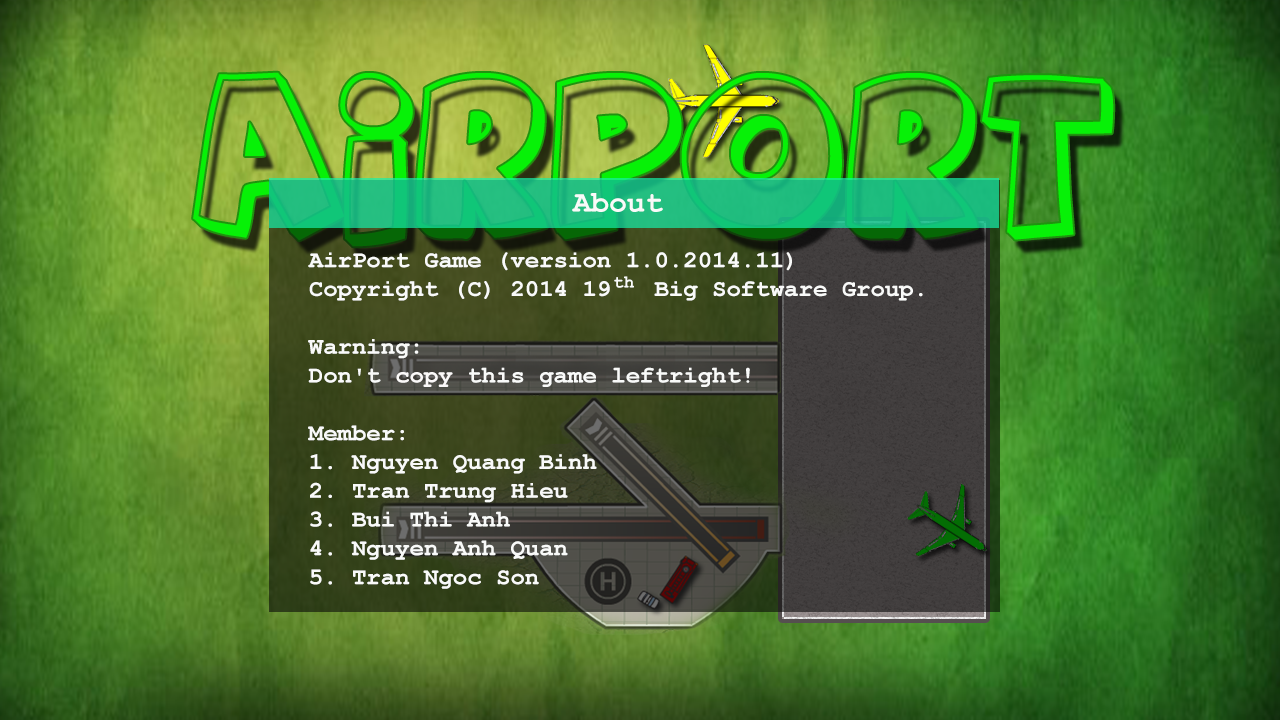 AiRPORT
About
AirPort Game (version 1.0.2014.11)
Copyright (C) 2014 19th Big Software Group.
Warning:
Don't copy this game leftright!
Member:
1. Nguyen Quang Binh
2. Tran Trung Hieu
3. Bui Thi Anh
4. Nguyen Anh Quan
5. Tran Ngoc Son
H